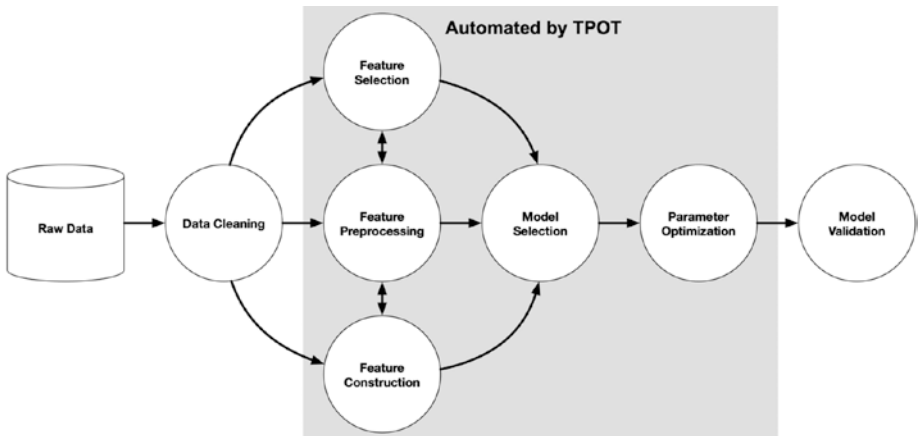 Automated by TPOT
Feature
Selection
Raw Data
Data Cleaning
Feature
Preprocessing
Model
Selection
Parameter
Optimization
Model
Validation
Feature
Construction